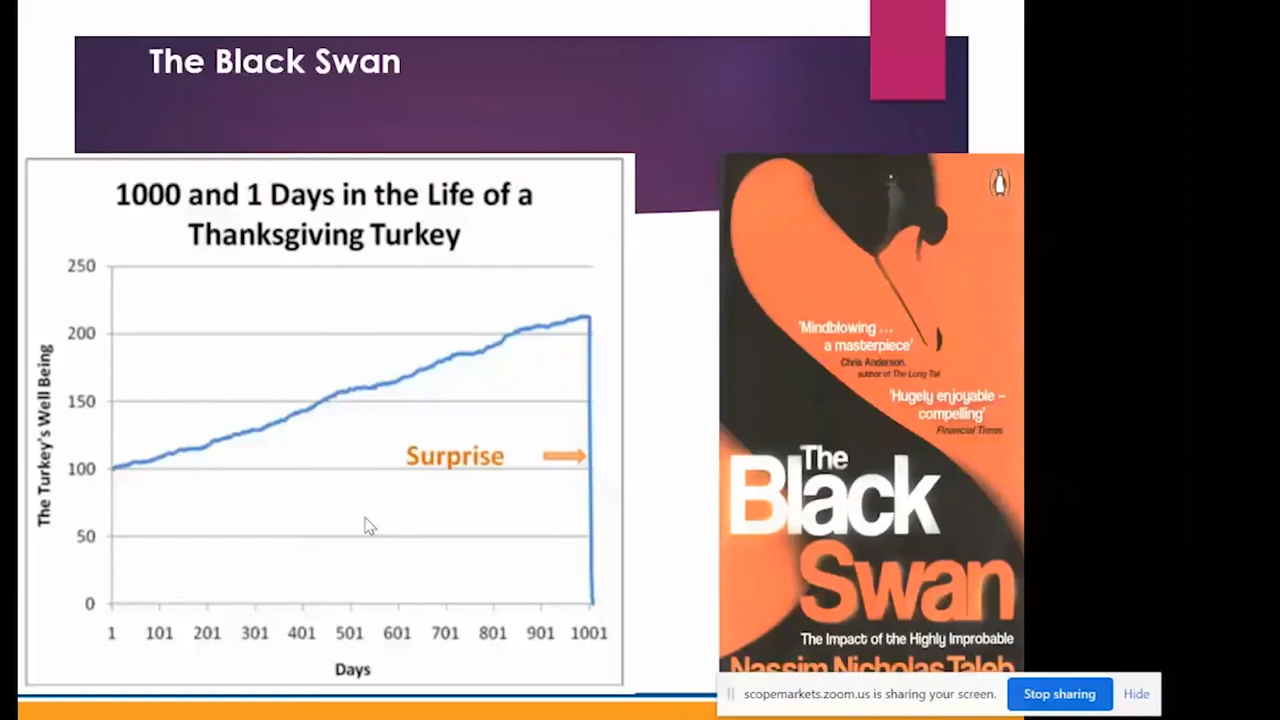 The Black Swan
1000 and 1 Days in the Life of a
Thanksgiving Turkey
250
200
150
100
50
0
The Turkey's Well Being
Surprise
1 101 201 301 401 501 601 701 801 901 1001
Days
'Mindblowing ...
a masterpiece'
Chris Anderson,
author of The Long Tail
'Hugely enjoyable –
compelling'
Financial Times
The
Black
Swan
The Impact of the Highly Improbable
Nassim Nicholas Taleb
scopemarkets.zoom.us is sharing your screen.
Stop sharing
Hide